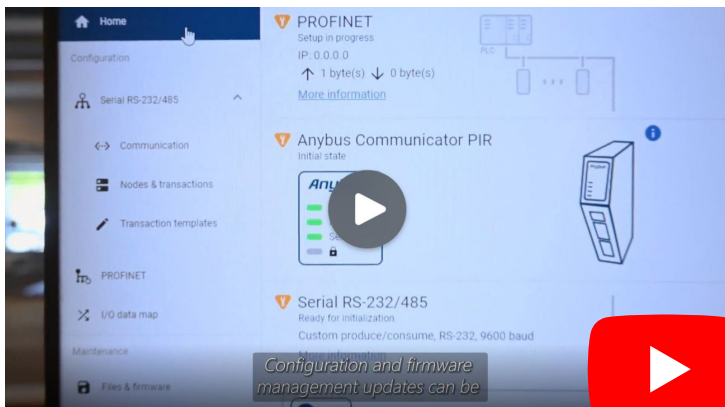 Home
Configuration
Serial RS-232/485
Communication
Nodes & transactions
Transaction templates
PROFINET
I/O data map
Maintenance
Files & firmware
PROFINET
Setup in progress
IP: 0.0.0.0
1 byte(s) 0 byte(s)
More information
PLC
Anybus Communicator PIR
Initial state
Serial RS-232/485
Ready for initialization
Custom produce/consume, RS-232, 9600 baud
More information
Configuration and firmware
management updates can be